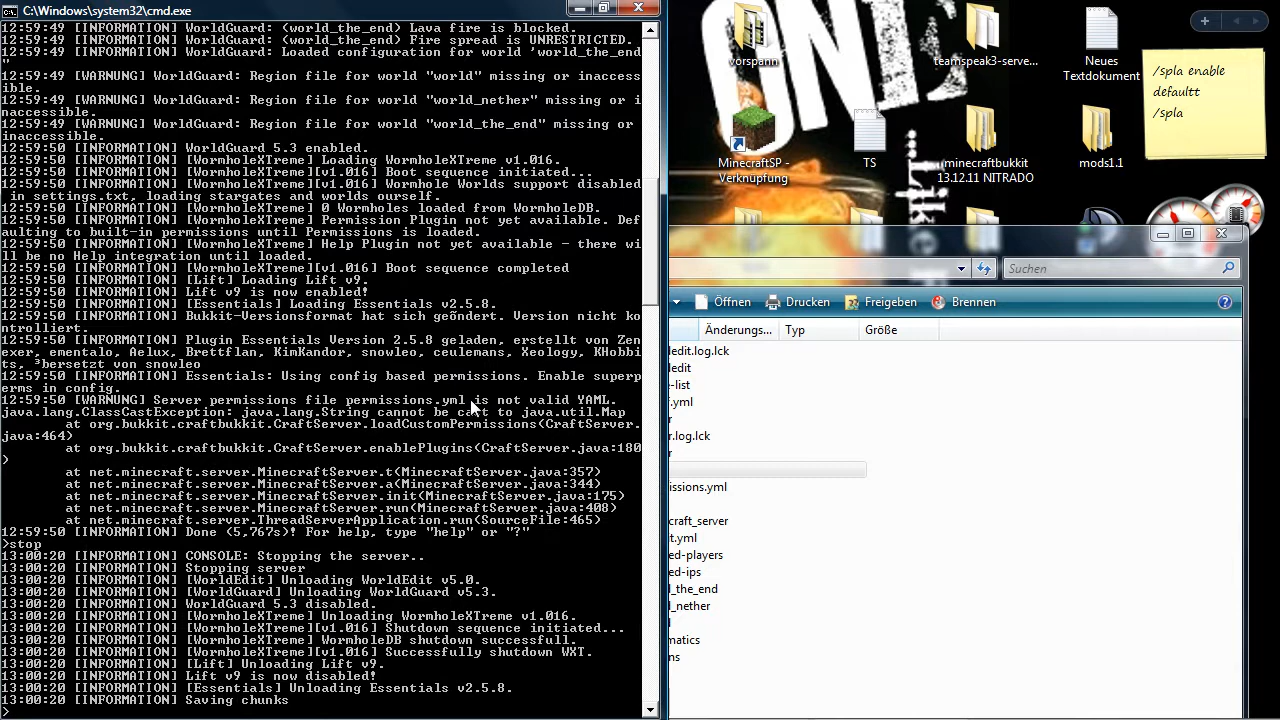 C:\Windows\system32\cmd.exe
12:59:49 [INFORMATION] WorldGuard: (world_the_end) Lava fire is blocked.
12:59:49 [INFORMATION] WorldGuard: (world_the_end) Fire spread is UNRESTRICTED.
12:59:49 [INFORMATION] WorldGuard: Loaded configuration for world 'world_the_end
"
12:59:49 [WARNUNG] WorldGuard: Region file for world "world" missing or inaccess
ible.
12:59:49 [WARNUNG] WorldGuard: Region file for world "world_nether" missing or i
naccessible.
12:59:49 [WARNUNG] WorldGuard: Region file for world "world_the_end" missing or
inaccessible.
12:59:50 [INFORMATION] WorldGuard 5.3 enabled.
12:59:50 [INFORMATION] [WormholeXTreme] Loading WormholeXTreme v1.016.
12:59:50 [INFORMATION] [WormholeXTreme][v1.016] Boot sequence initiated...
12:59:50 [INFORMATION] [WormholeXTreme][v1.016] Wormhole Worlds support disabled
 in settings.txt, loading stargates and worlds ourself.
12:59:50 [INFORMATION] [WormholeXTreme] 0 Wormholes loaded from WormholeDB.
12:59:50 [INFORMATION] [WormholeXTreme] Permission Plugin not yet available. Def
aulting to built-in permissions until Permissions is loaded.
12:59:50 [INFORMATION] [WormholeXTreme] Help Plugin not yet available - there wi
ll be no Help integration until loaded.
12:59:50 [INFORMATION] [WormholeXTreme][v1.016] Boot sequence completed
12:59:50 [INFORMATION] [Lift] Loading Lift v9.
12:59:50 [INFORMATION] Lift v9 is now enabled!
12:59:50 [INFORMATION] [Essentials] Loading Essentials v2.5.8.
12:59:50 [INFORMATION] Bukkit-Versionsformat hat sich geõndert. Version nicht ko
ntrolliert.
12:59:50 [INFORMATION] Plugin Essentials Version 2.5.8 geladen, erstellt von Zen
exer, ementalo, Aelux, Brettflan, KimKandor, snowleo, ceulemans, Xeology, KHobbi
ts, ³bersetzt von snowleo
12:59:50 [INFORMATION] Essentials: Using config based permissions. Enable superp
erms in config.
12:59:50 [WARNUNG] Server permissions file permissions.yml is not valid YAML.
java.lang.ClassCastException: java.lang.String cannot be cast to java.util.Map
at org.bukkit.craftbukkit.CraftServer.loadCustomPermissions(CraftServer.
java:464)
at org.bukkit.craftbukkit.CraftServer.enablePlugins(CraftServer.java:180
)
at net.minecraft.server.MinecraftServer.t(MinecraftServer.java:357)
at net.minecraft.server.MinecraftServer.a(MinecraftServer.java:344)
at net.minecraft.server.MinecraftServer.init(MinecraftServer.java:175)
at net.minecraft.server.MinecraftServer.run(MinecraftServer.java:408)
at net.minecraft.server.ThreadServerApplication.run(SourceFile:465)
12:59:50 [INFORMATION] Done (5,767s)! For help, type "help" or "?"
>stop
13:00:20 [INFORMATION] CONSOLE: Stopping the server..
13:00:20 [INFORMATION] Stopping server
13:00:20 [INFORMATION] [WorldEdit] Unloading WorldEdit v5.0.
13:00:20 [INFORMATION] [WorldGuard] Unloading WorldGuard v5.3.
13:00:20 [INFORMATION] WorldGuard 5.3 disabled.
13:00:20 [INFORMATION] [WormholeXTreme] Unloading WormholeXTreme v1.016.
13:00:20 [INFORMATION] [WormholeXTreme][v1.016] Shutdown sequence initiated...
13:00:20 [INFORMATION] [WormholeXTreme] WormholeDB shutdown successfull.
13:00:20 [INFORMATION] [WormholeXTreme][v1.016] Successfully shutdown WXT.
13:00:20 [INFORMATION] [Lift] Unloading Lift v9.
13:00:20 [INFORMATION] Lift v9 is now disabled!
13:00:20 [INFORMATION] [Essentials] Unloading Essentials v2.5.8.
13:00:20 [INFORMATION] Saving chunks
>
vorspann
teamspeak3-serve...
Neues
Textdokument
MinecraftSP -
Verknüpfung
TS
minecraftbukkit
13.12.11 NITRADO
mods1.1
/spla enable
defaultt
/spla
Suchen
Öffnen Drucken Freigeben Brennen
Änderungs... Typ Größe
ledit.log.lck
ledit
e-list
f.yml
r
r.log.lck
r
issions.yml
craft_server
t.yml
ed-players
ed-ips
d_the_end
d_nether
d
matics
ns